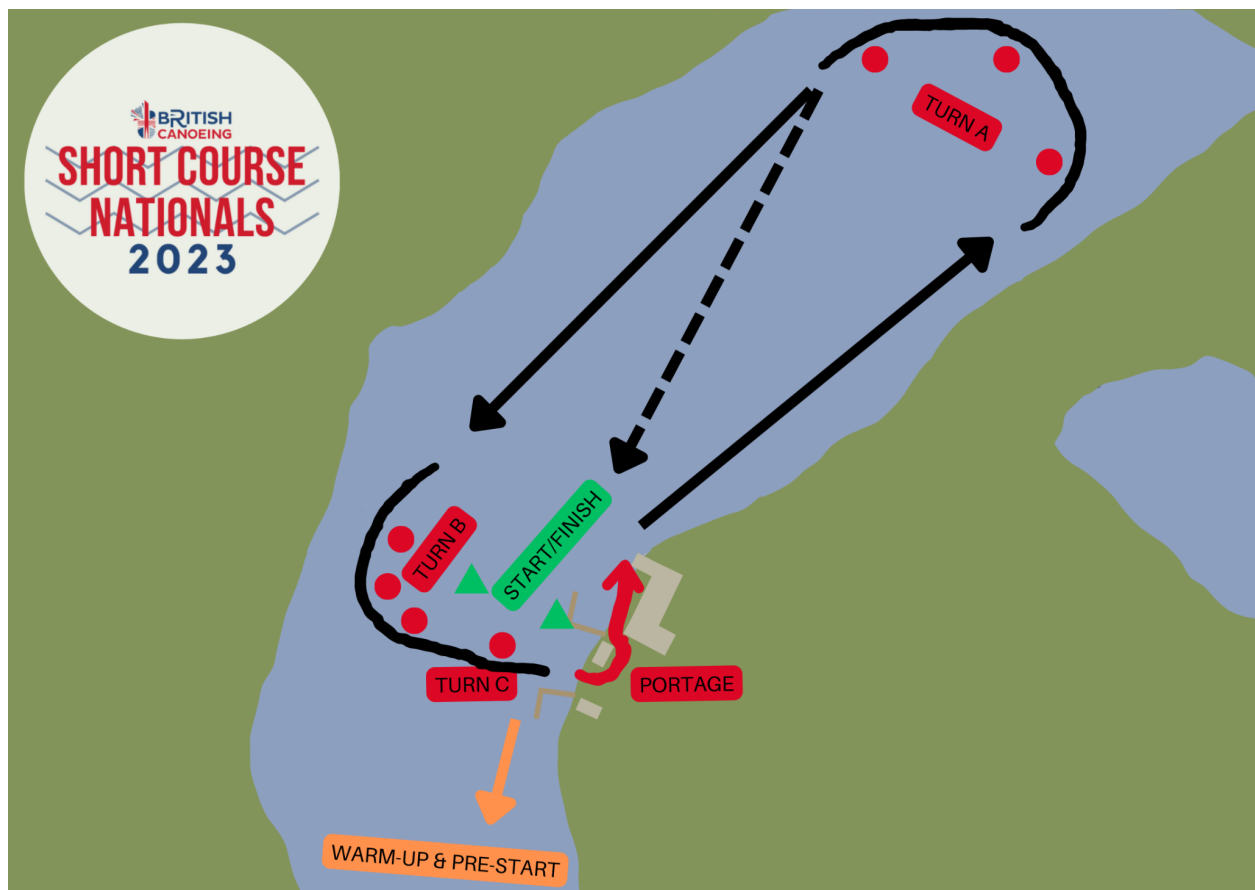 BRITISH
CANOEING
SHORT COURSE
NATIONALS
2023
TURN A
START/FINISH
TURN B
TURN C
PORTAGE
WARM-UP & PRE-START